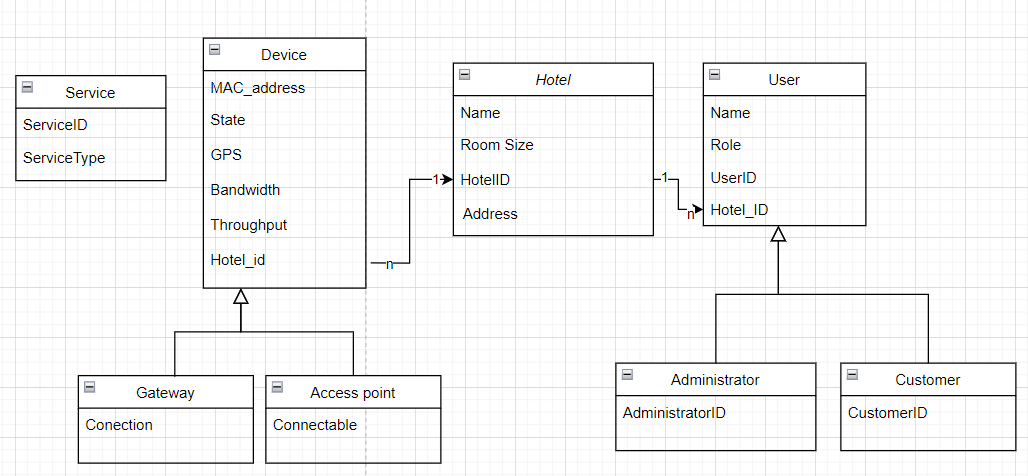 Service
ServiceID
ServiceType
Device
MAC_address
State
GPS
Bandwidth
Throughput
Hotel_id
n
1
Hotel
Name
Room Size
HotelID
Address
1
n
User
Name
Role
UserID
Hotel_ID
Gateway
Conection
Access point
Connectable
Administrator
AdministratorID
Customer
CustomerID